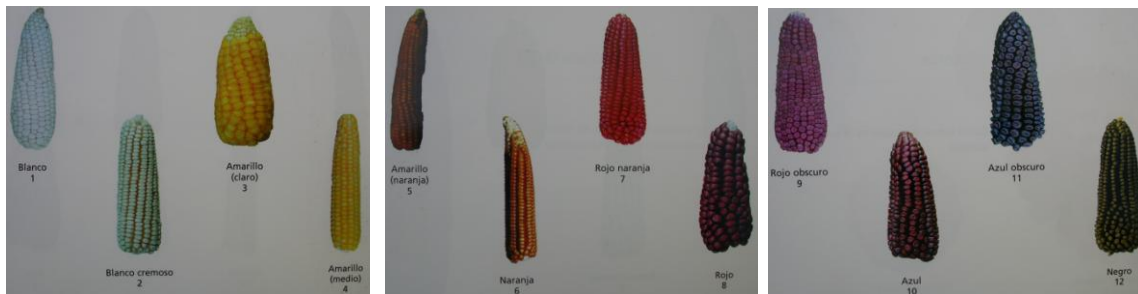 Blanco
1
Blanco cremoso
2
Amarillo
(claro)
3
Amarillo
(medio)
4
Amarillo
(naranja)
5
Naranja
6
Rojo naranja
7
Rojo
8
Rojo obscuro
9
Azul
10
Azul obscuro
11
Negro
12